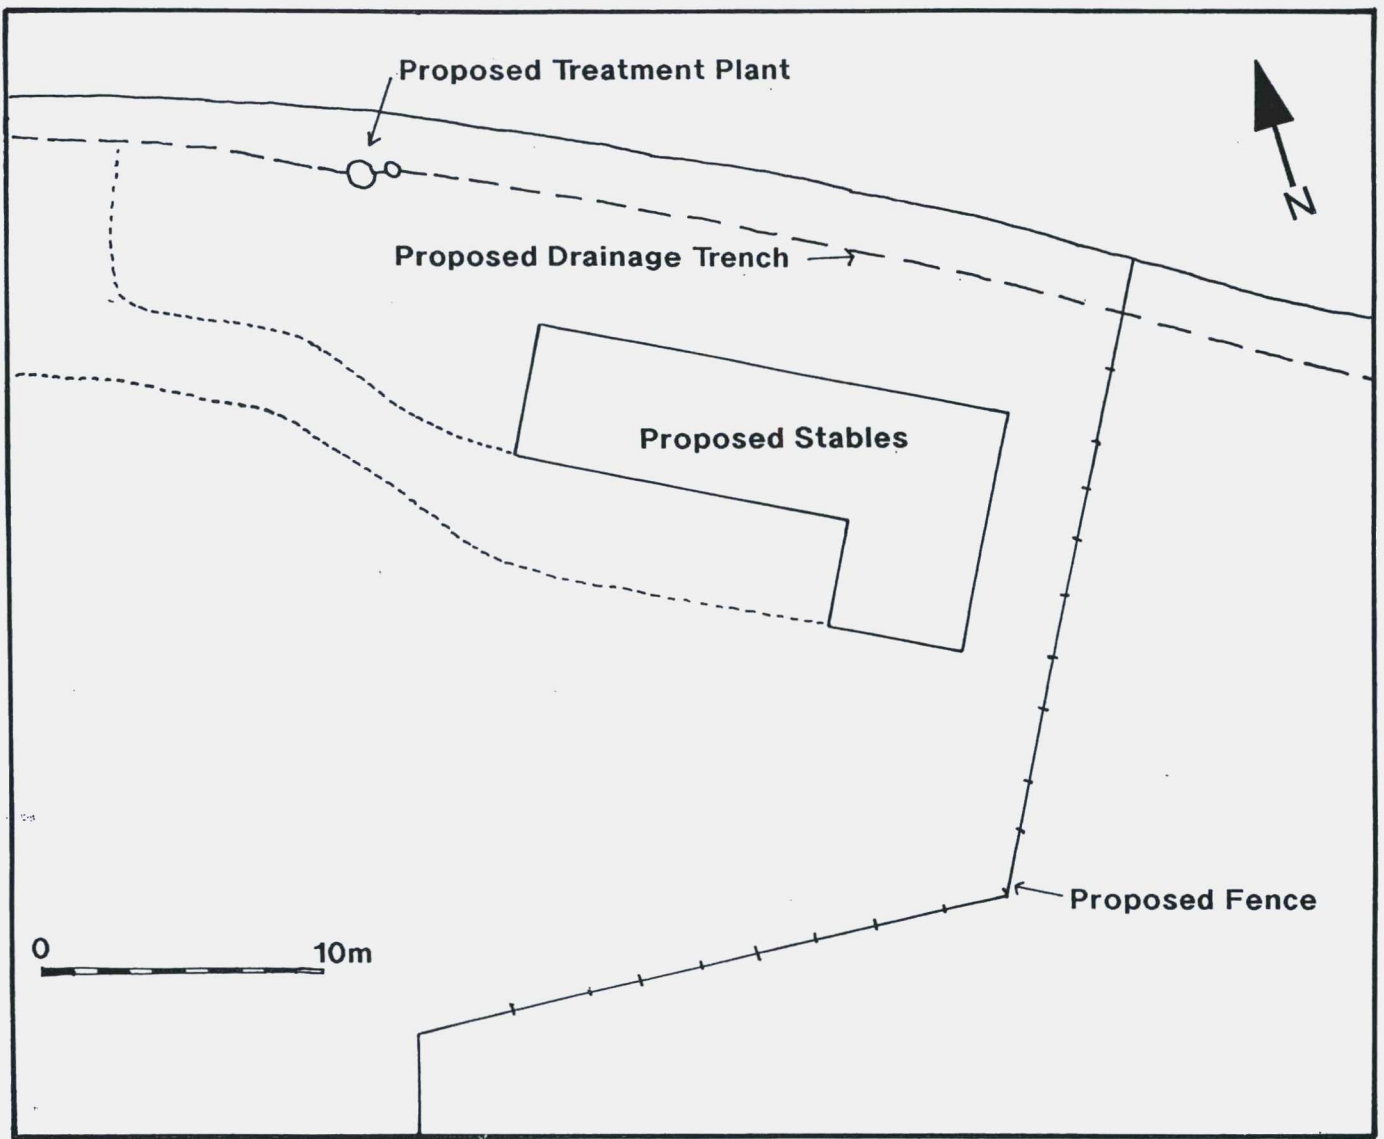 Proposed Treatment Plant
N
Proposed Drainage Trench
Proposed Stables
Proposed Fence
0 10m